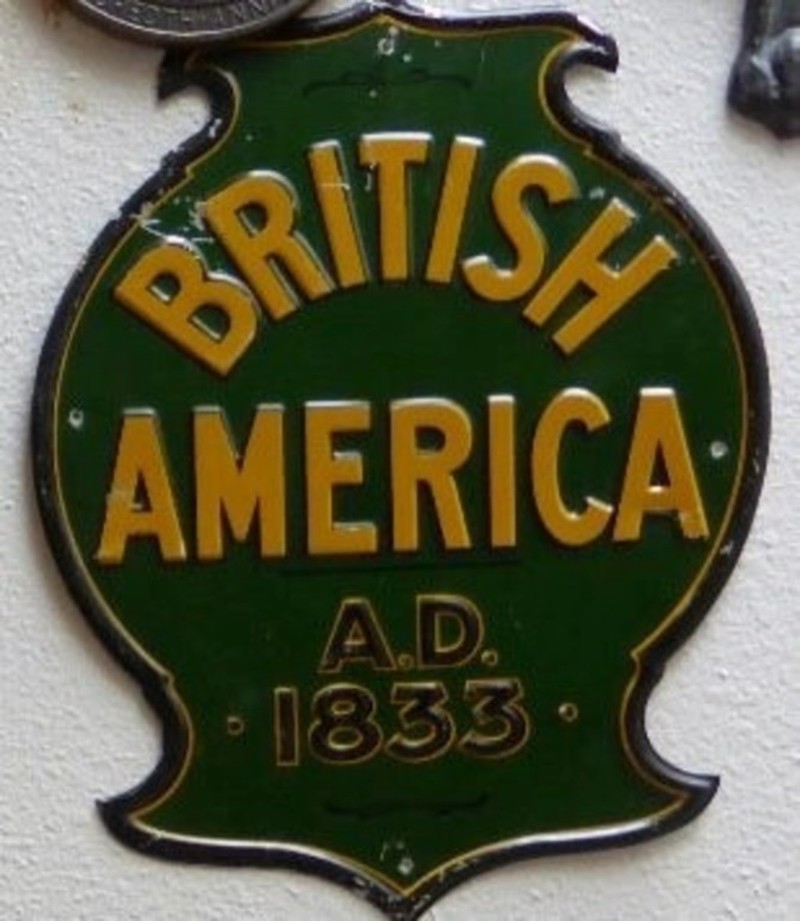 BRITISH
AMERICA
A.D.
1833